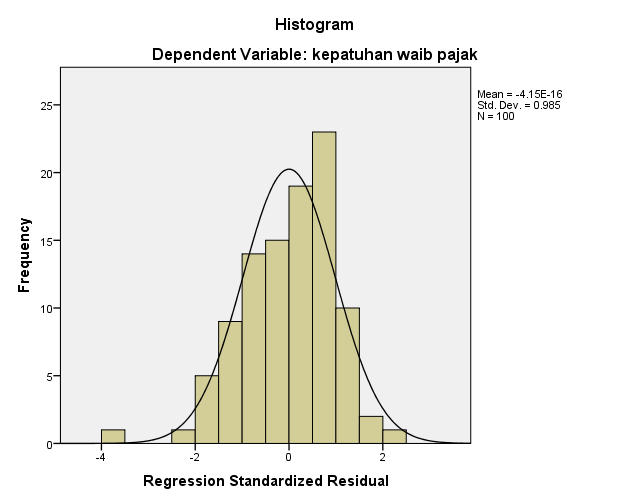 Histogram
Dependent Variable: kepatuhan waib pajak
Mean = -4.15E-16
Std. Dev. = 0.985
N = 100
Frequency
25
20
15
10
5
0
-4 -2 0 2
Regression Standardized Residual